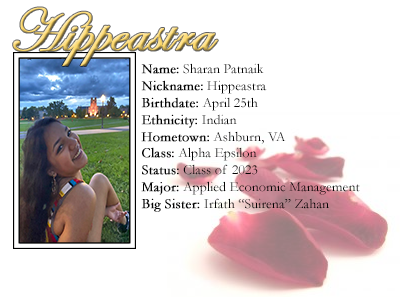 Hippeastra
Name: Sharan Patnaik
Nickname: Hippeastra
Birthdate: April 25th
Ethnicity: Indian
Hometown: Ashburn, VA
Class: Alpha Epsilon
Status: Class of 2023
Major: Applied Economic Management
Big Sister: Irfath “Suirena” Zahan